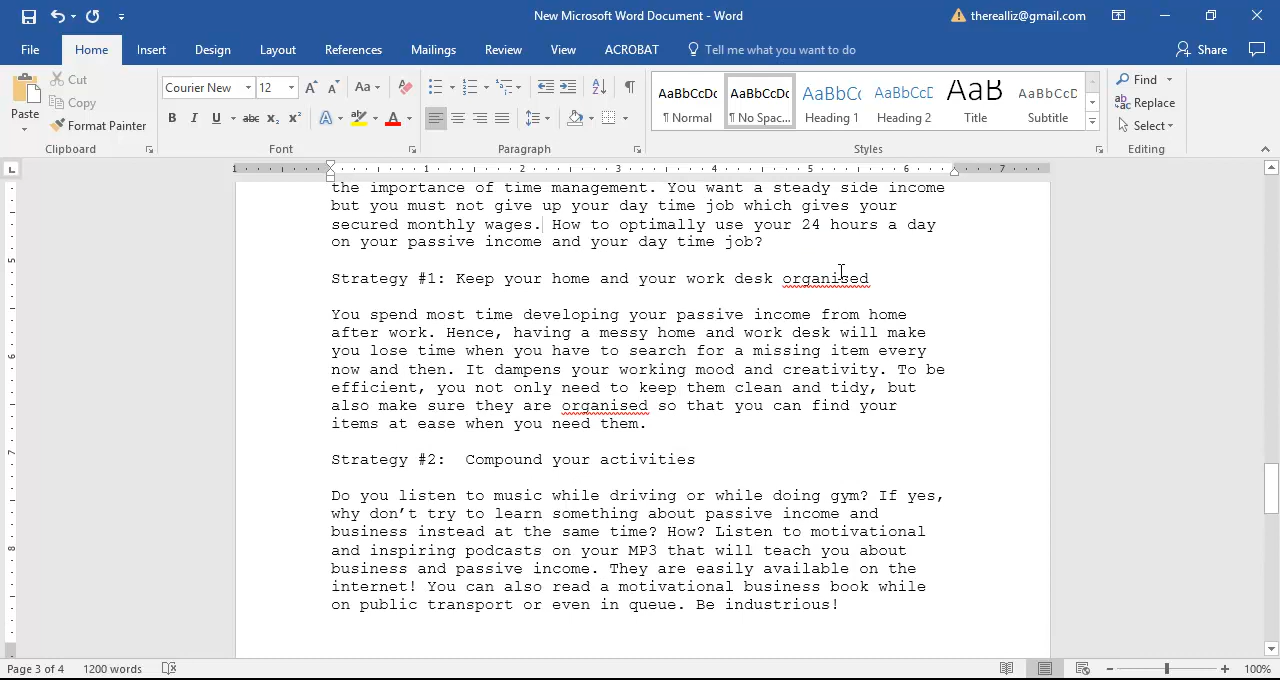 New Microsoft Word Document - Word
therealliz@gmail.com
File Home Insert Design Layout References Mailings Review View ACROBAT Tell me what you want to do Share
Paste Cut Copy Format Painter
Courier New 12 Aa
B I U abc X₂ X² A A
AaBbCcDc AaBbCcDc AaBbCc AaBbCcD AaB AaBbCcD
¶ Normal ¶ No Spac... Heading 1 Heading 2 Title Subtitle
Find Replace Select
Clipboard Font Paragraph Styles Editing
1 1 2 3 4 5 6 7
the importance of time management. You want a steady side income
but you must not give up your day time job which gives your
secured monthly wages. How to optimally use your 24 hours a day
on your passive income and your day time job?
Strategy #1: Keep your home and your work desk organised
You spend most time developing your passive income from home
after work. Hence, having a messy home and work desk will make
you lose time when you have to search for a missing item every
now and then. It dampens your working mood and creativity. To be
efficient, you not only need to keep them clean and tidy, but
also make sure they are organised so that you can find your
items at ease when you need them.
Strategy #2:  Compound your activities
Do you listen to music while driving or while doing gym? If yes,
why don’t try to learn something about passive income and
business instead at the same time? How? Listen to motivational
and inspiring podcasts on your MP3 that will teach you about
business and passive income. They are easily available on the
internet! You can also read a motivational business book while
on public transport or even in queue. Be industrious!
Page 3 of 4 1200 words 100%